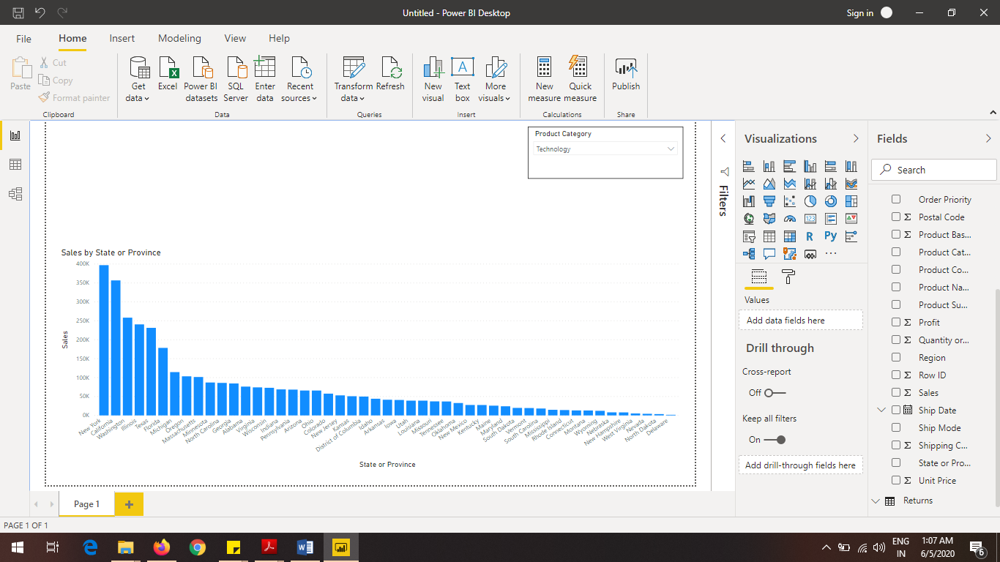 Untitled - Power BI Desktop
Sign in
File
Home
Insert
Modeling
View
Help
Paste
Cut
Copy
Format painter
Clipboard
Get data
Excel
Power BI datasets
SQL Server
Enter data
Recent sources
Data
Transform data
Refresh
Queries
New visual
Text box
More visuals
Insert
New measure
Quick measure
Calculations
Publish
Share
Product Category
Technology
Sales by State or Province
400K
350K
300K
250K
200K
150K
100K
50K
0K
Sales
New York
California
Washington
Illinois
Texas
Florida
Michigan
Oregon
Massachusetts
Minnesota
North Carolina
Georgia
Alabama
Virginia
Wisconsin
Indiana
Pennsylvania
Arizona
Ohio
Colorado
New Jersey
Kansas
District of Columbia
Idaho
Arkansas
Iowa
Utah
Louisiana
Missouri
Tennessee
Oklahoma
New Mexico
Kentucky
Maine
Maryland
South Dakota
Vermont
South Carolina
Mississippi
Rhode Island
Connecticut
Montana
Wyoming
Nebraska
New Hampshire
West Virginia
Nevada
North Dakota
Delaware
State or Province
Filters
Visualizations
123
R
Py
Values
Add data fields here
Drill through
Cross-report
Off
Keep all filters
On
Add drill-through fields here
Fields
Search
Order Priority
Σ Postal Code
Σ Product Bas...
Product Cat...
Product Co...
Product Na...
Product Su...
Σ Profit
Σ Quantity or...
Region
Σ Row ID
Σ Sales
Ship Date
Ship Mode
Σ Shipping C...
State or Pro...
Σ Unit Price
Returns
Page 1
PAGE 1 OF 1
ENG
IN
1:07 AM
6/5/2020
6